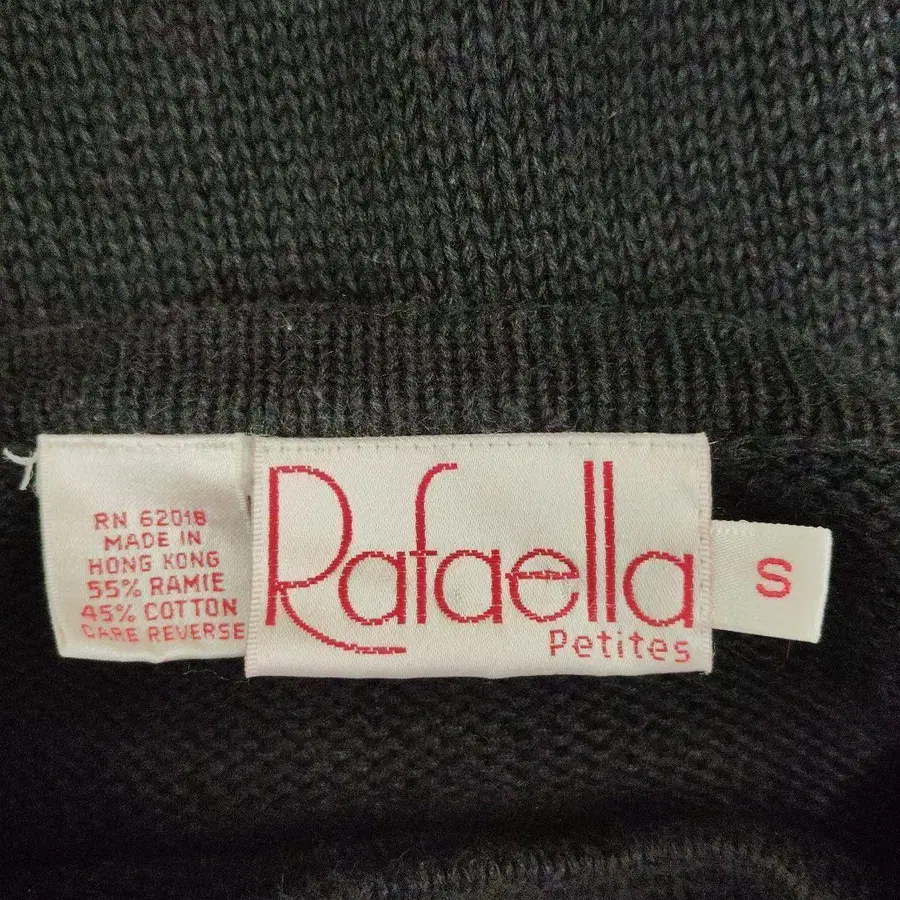 RN 62018
MADE IN
HONG KONG
55% RAMIE
45% COTTON
CARE REVERSE
Rafaella
Petites
S